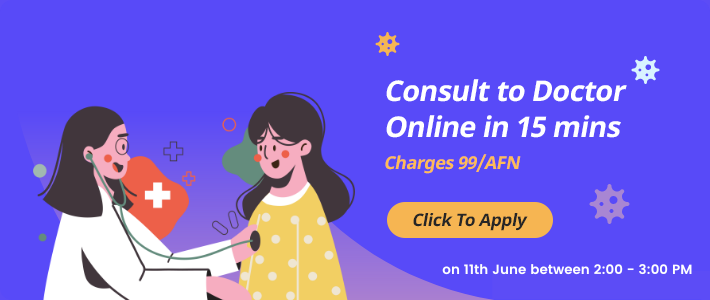 Consult to Doctor
Online in 15 mins
Charges 99/AFN
Click To Apply
on 11th June between 2:00 - 3:00 PM